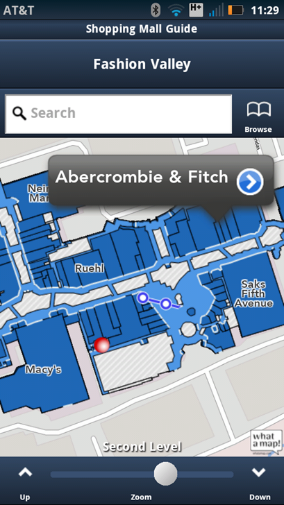 AT&T
H+
11:29
Shopping Mall Guide
Fashion Valley
Search
Browse
Abercrombie & Fitch
Ruehl
Saks
Fifth
Avenue
Macy's
what
a map!
Second Level
Up
Zoom
Down